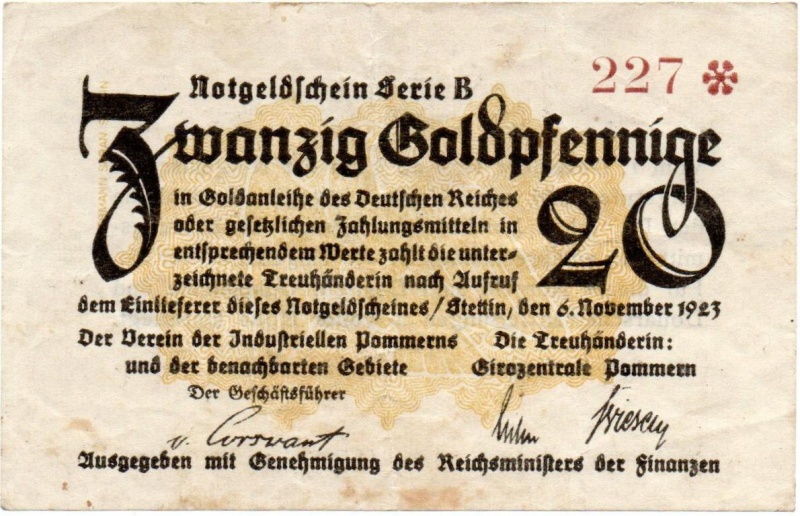 Notgeldschein Serie B
227 ✻
Zwanzig Goldpfennige
in Goldanleihe des Deutschen Reiches
oder gesetzlichen Zahlungsmitteln in
entsprechendem Werte zahlt die unter-
zeichnete Treuhänderin nach Aufruf
20
dem Einlieferer dieses Notgeldscheines / Stettin, den 6. November 1923
Der Verein der Industriellen Pommerns
und der benachbarten Gebiete
Der Geschäftsführer
v. Corswant
Die Treuhänderin:
Girozentrale Pommern
Ausgegeben mit Genehmigung des Reichsministers der Finanzen